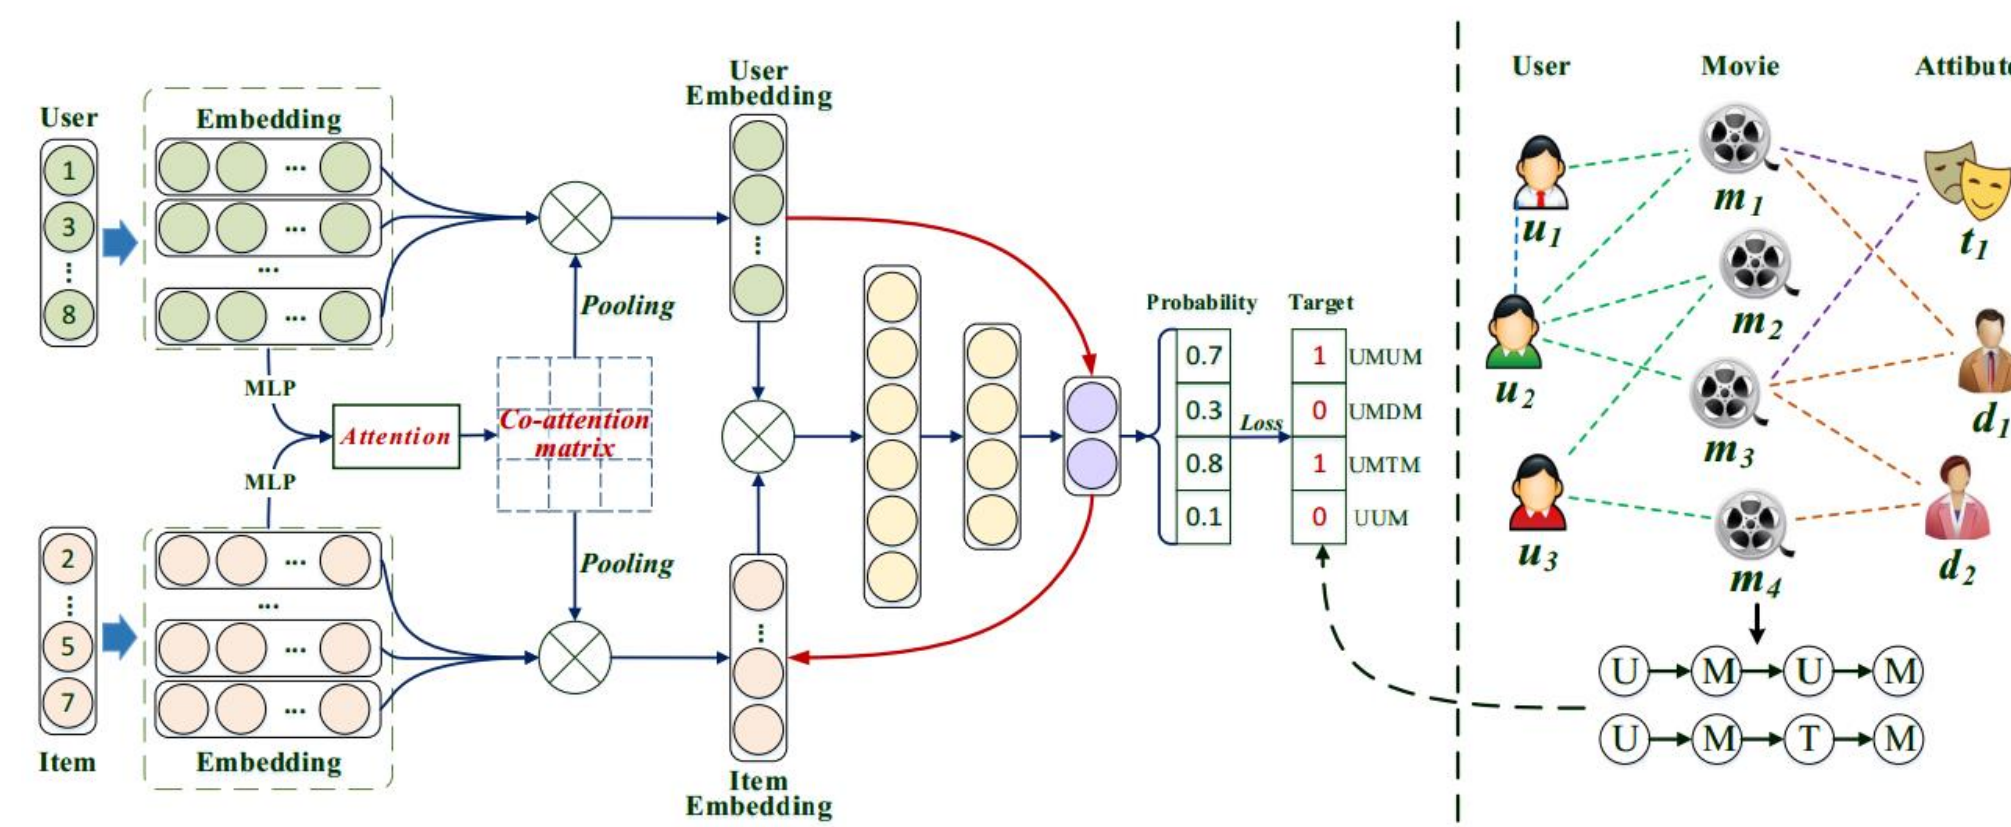 User
1
3
8
Embedding
...
...
...
...
MLP
Attention
MLP
Co-attention
matrix
Pooling
Pooling
2
5
7
Item
...
...
...
...
Embedding
User
Embedding
Item
Embedding
Probability
0.7
0.3
0.8
0.1
Loss
Target
1 UMUM
0 UMDM
1 UMTM
0 UUM
User Movie Attibut
u1
u2
u3
m1
m2
m3
m4
t1
d1
d2
U M U M
U M T M